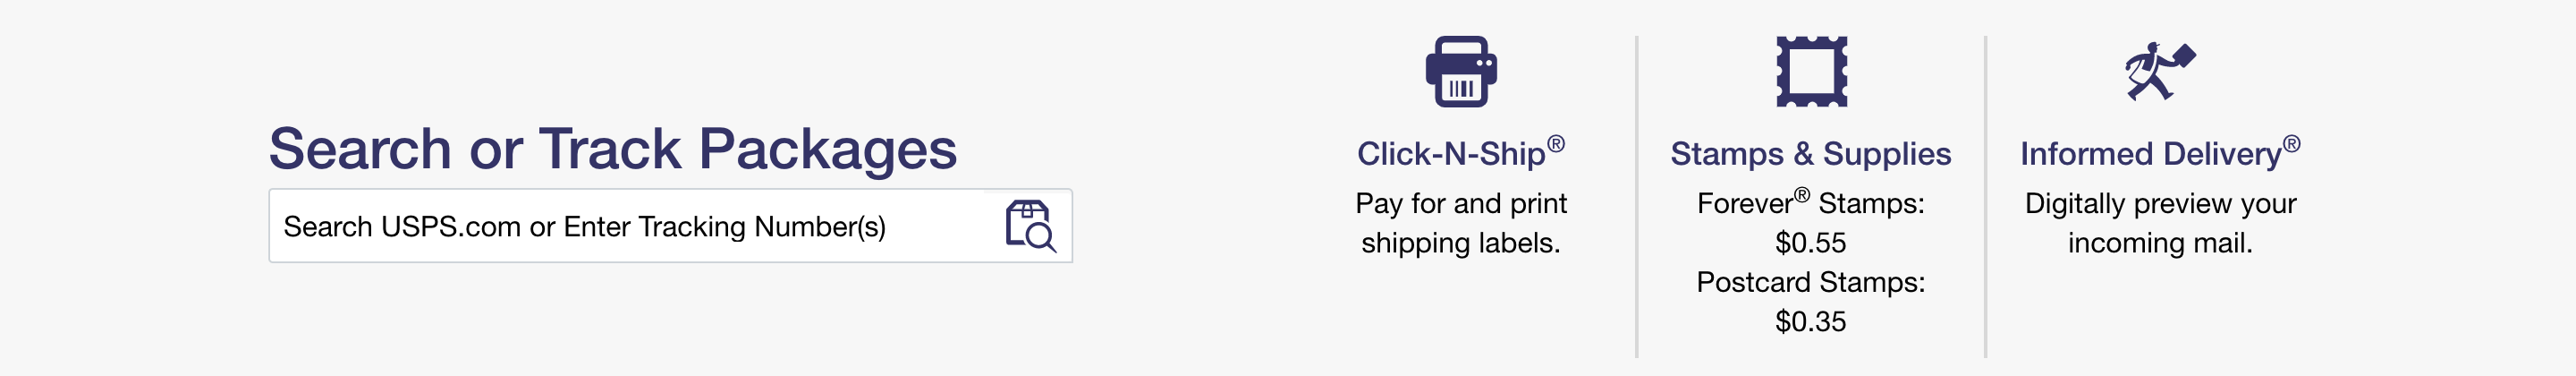 Search or Track Packages
Search USPS.com or Enter Tracking Number(s)
Click-N-Ship®
Pay for and print
shipping labels.
Stamps & Supplies
Forever® Stamps:
$0.55
Postcard Stamps:
$0.35
Informed Delivery®
Digitally preview your
incoming mail.